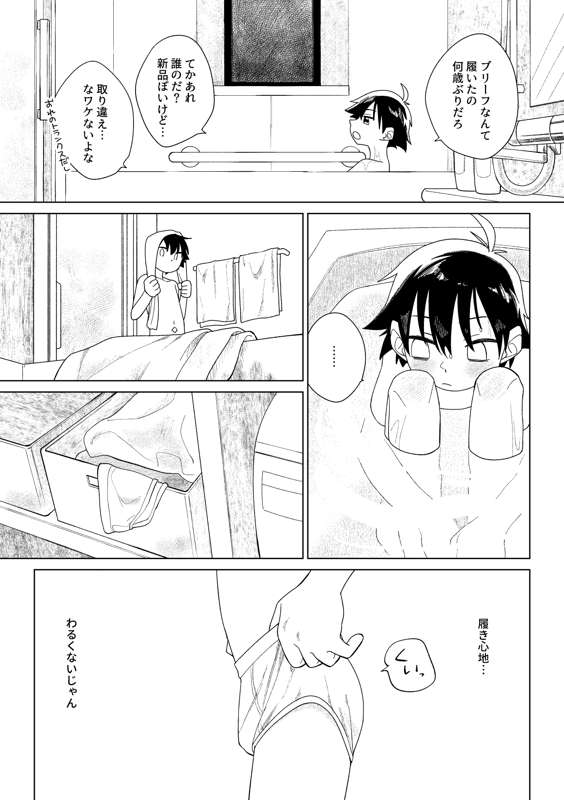 ブリーフなんて
履いたの
何歳ぶりだろ
てかあれ
誰のだ？
新品ぽいけど…
取り違え…
なワケないよな
おれのトランクスだし
……
履き心地…
くいっ
わるくないじゃん